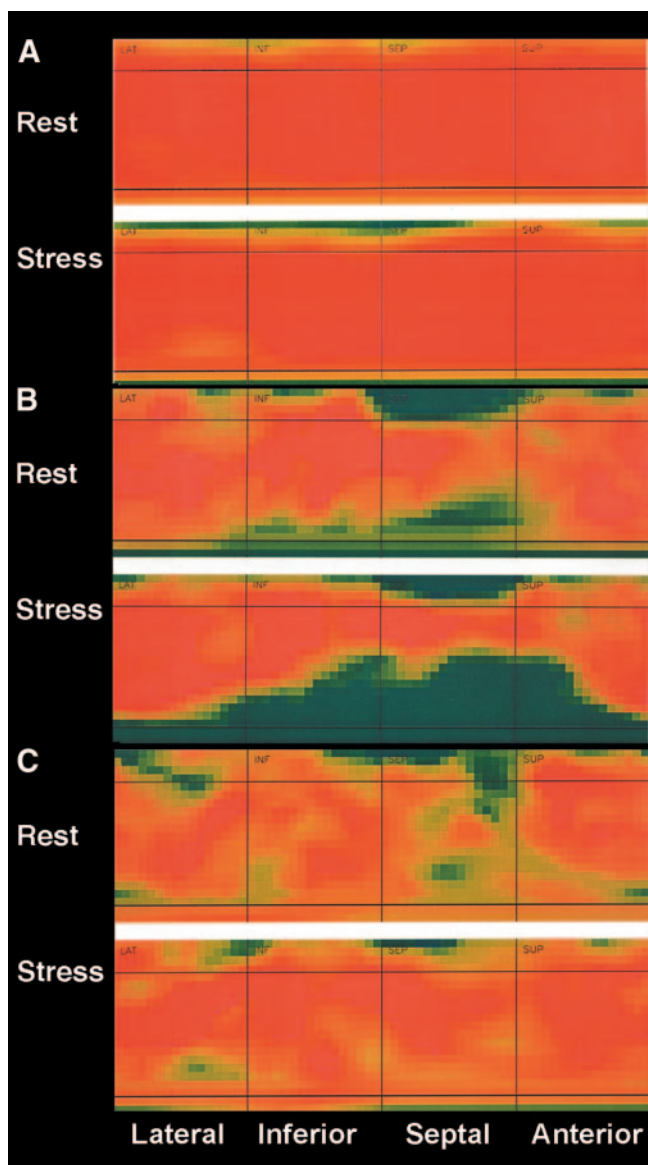 A
LAT INF SEP SUP
Rest
LAT INF SEP SUP
Stress
B
LAT INF SUP
Rest
LAT INF SUP
Stress
C
INF SEP SUP
Rest
LAT INF SEP SUP
Stress
Lateral Inferior Septal Anterior